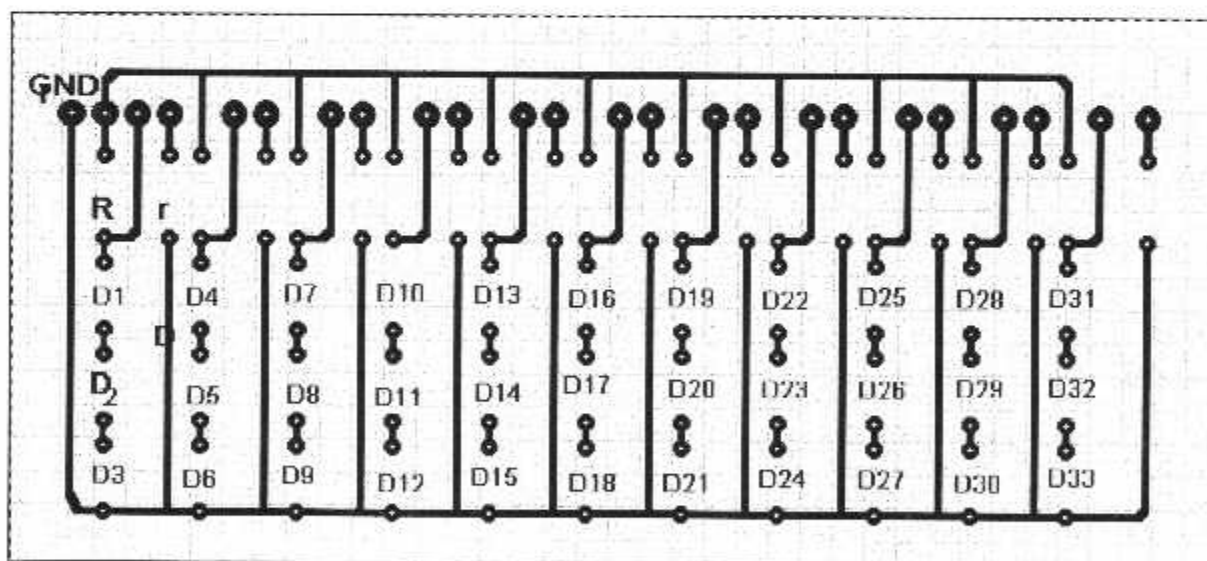 GND
R r
D1 D4 D7 D10 D13 D16 D19 D22 D25 D28 D31
D
D2 D5 D8 D11 D14 D17 D20 D23 D26 D29 D32
D3 D6 D9 D12 D15 D18 D21 D24 D27 D30 D33